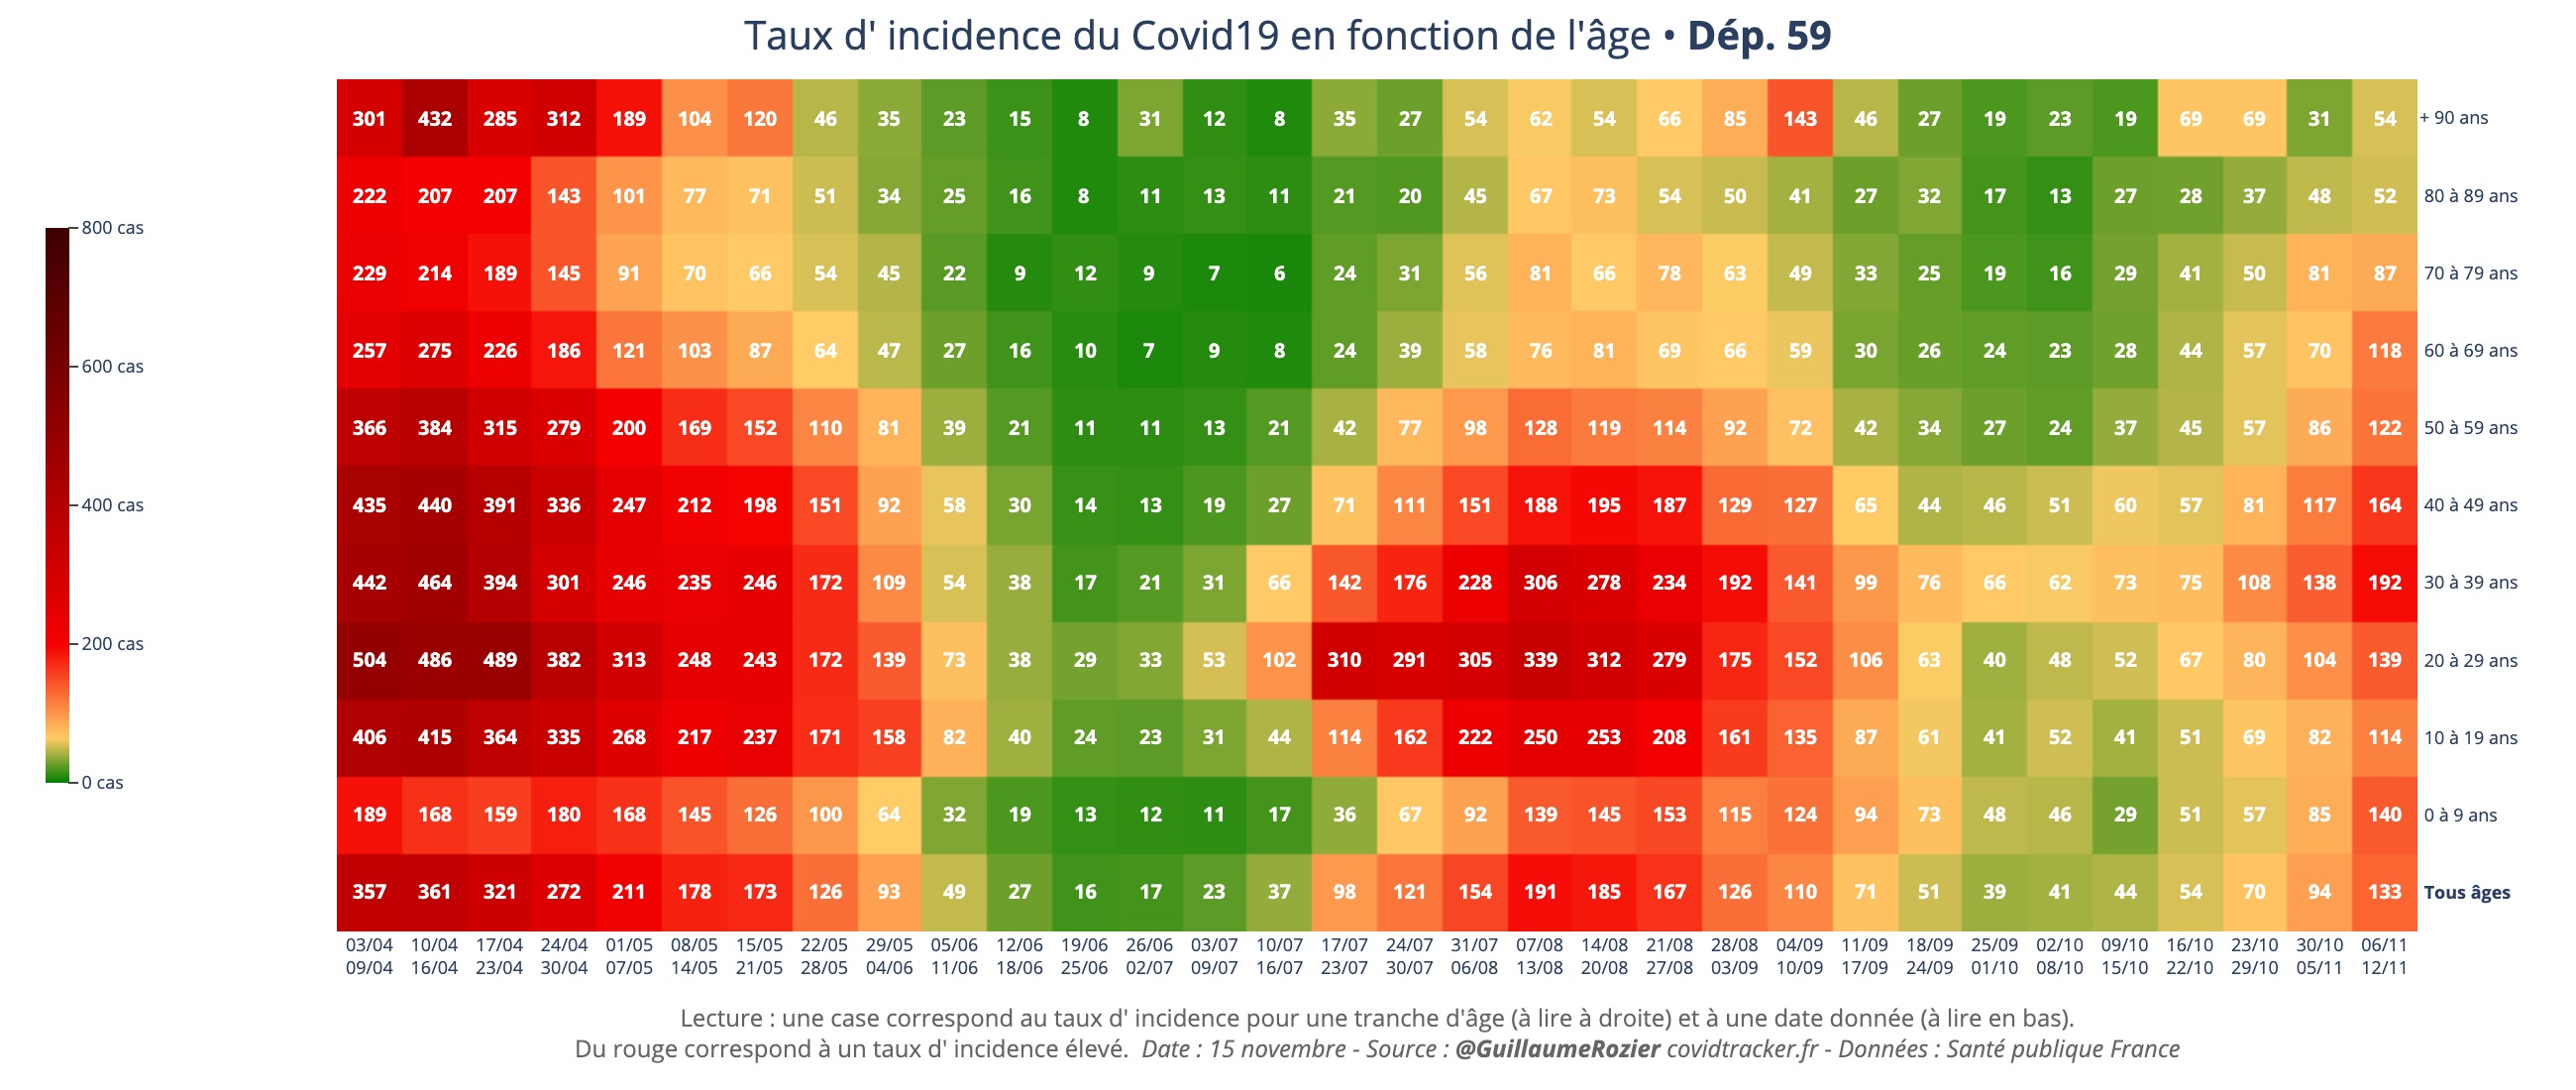 Taux d' incidence du Covid19 en fonction de l'âge • Dép. 59
800 cas
600 cas
400 cas
200 cas
0 cas
301 432 285 312 189 104 120 46 35 23 15 8 31 12 8 35 27 54 62 54 66 85 143 46 27 19 23 19 69 69 31 54 + 90 ans
222 207 207 143 101 77 71 51 34 25 16 8 11 13 11 21 20 45 67 73 54 50 41 27 32 17 13 27 28 37 48 52 80 à 89 ans
229 214 189 145 91 70 66 54 45 22 9 12 9 7 6 24 31 56 81 66 78 63 49 33 25 19 16 29 41 50 81 87 70 à 79 ans
257 275 226 186 121 103 87 64 47 27 16 10 7 9 8 24 39 58 76 81 69 66 59 30 26 24 23 28 44 57 70 118 60 à 69 ans
366 384 315 279 200 169 152 110 81 39 21 11 11 13 21 42 77 98 128 119 114 92 72 42 34 27 24 37 45 57 86 122 50 à 59 ans
435 440 391 336 247 212 198 151 92 58 30 14 13 19 27 71 111 151 188 195 187 129 127 65 44 46 51 60 57 81 117 164 40 à 49 ans
442 464 394 301 246 235 246 172 109 54 38 17 21 31 66 142 176 228 306 278 234 192 141 99 76 66 62 73 75 108 138 192 30 à 39 ans
504 486 489 382 313 248 243 172 139 73 38 29 33 53 102 310 291 305 339 312 279 175 152 106 63 40 48 52 67 80 104 139 20 à 29 ans
406 415 364 335 268 217 237 171 158 82 40 24 23 31 44 114 162 222 250 253 208 161 135 87 61 41 52 41 51 69 82 114 10 à 19 ans
189 168 159 180 168 145 126 100 64 32 19 13 12 11 17 36 67 92 139 145 153 115 124 94 73 48 46 29 51 57 85 140 0 à 9 ans
357 361 321 272 211 178 173 126 93 49 27 16 17 23 37 98 121 154 191 185 167 126 110 71 51 39 41 44 54 70 94 133 Tous âges
03/04 10/04 17/04 24/04 01/05 08/05 15/05 22/05 29/05 05/06 12/06 19/06 26/06 03/07 10/07 17/07 24/07 31/07 07/08 14/08 21/08 28/08 04/09 11/09 18/09 25/09 02/10 09/10 16/10 23/10 30/10 06/11
09/04 16/04 23/04 30/04 07/05 14/05 21/05 28/05 04/06 11/06 18/06 25/06 02/07 09/07 16/07 23/07 30/07 06/08 13/08 20/08 27/08 03/09 10/09 17/09 24/09 01/10 08/10 15/10 22/10 29/10 05/11 12/11
Lecture : une case correspond au taux d' incidence pour une tranche d'âge (à lire à droite) et à une date donnée (à lire en bas).
Du rouge correspond à un taux d' incidence élevé. Date : 15 novembre - Source : @GuillaumeRozier covidtracker.fr - Données : Santé publique France